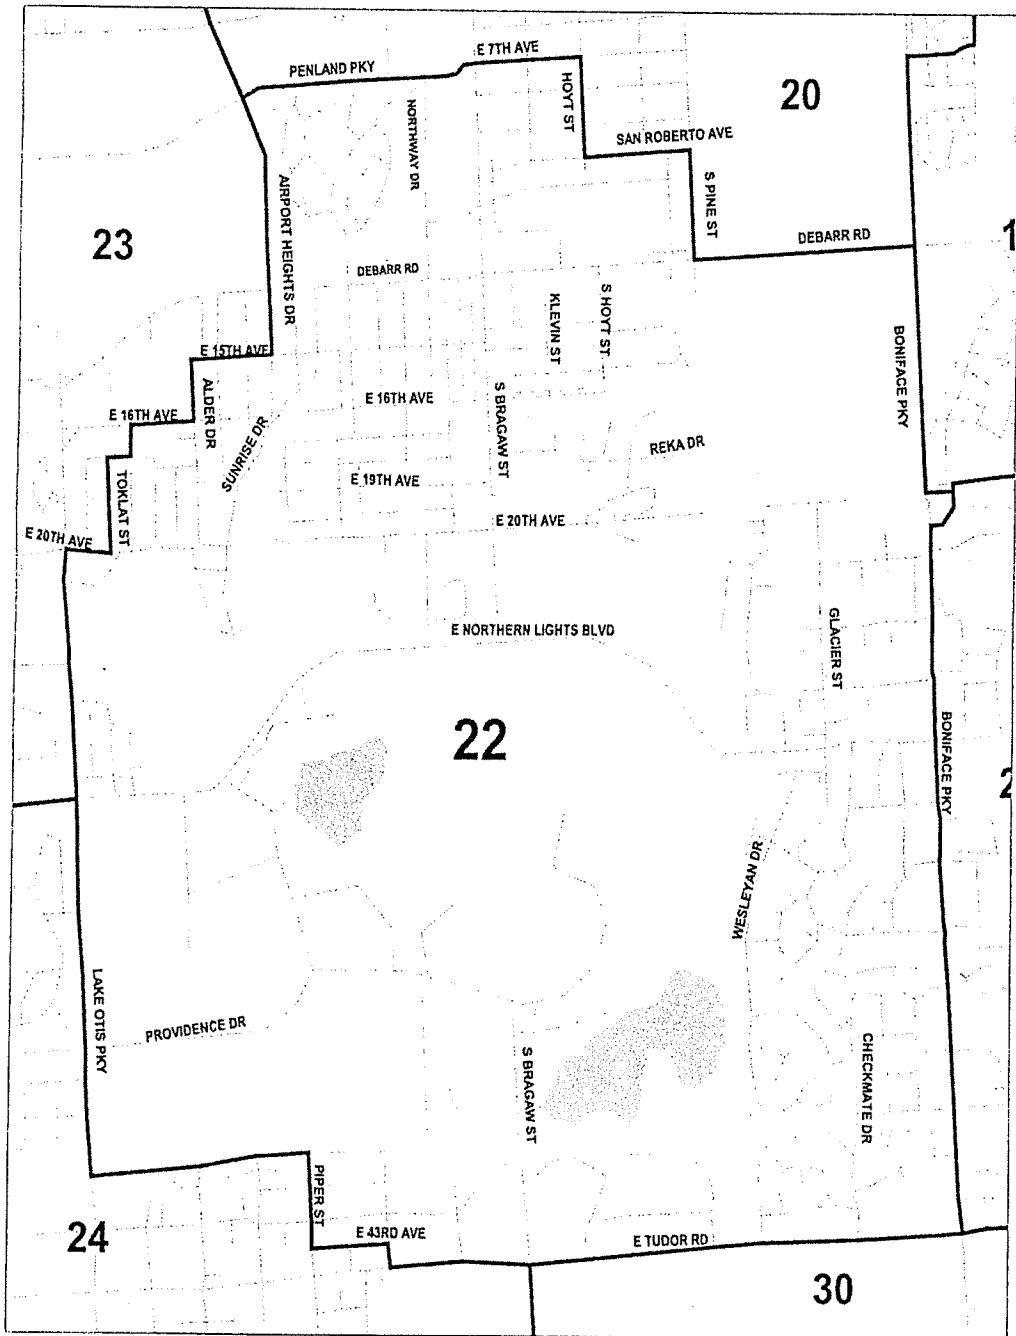 E 7TH AVE
PENLAND PKY
20
HOYT ST
NORTHWAY DR
SAN ROBERTO AVE
S PINE ST
AIRPORT HEIGHTS DR
23
DEBARR RD
1
DEBARR RD
KLEVIN ST
S HOYT ST
BONIFACE PKY
E 15TH AVE
ALDER DR
S BRAGAW ST
E 16TH AVE
E 16TH AVE
SUNRISE DR
REKA DR
TOKLAT ST
E 19TH AVE
E 20TH AVE
E 20TH AVE
GLACIER ST
E NORTHERN LIGHTS BLVD
22
BONIFACE PKY
2
WESLEYAN DR
LAKE OTIS PKY
PROVIDENCE DR
S BRAGAW ST
CHECKMATE DR
PIPER ST
24
E 43RD AVE
E TUDOR RD
30